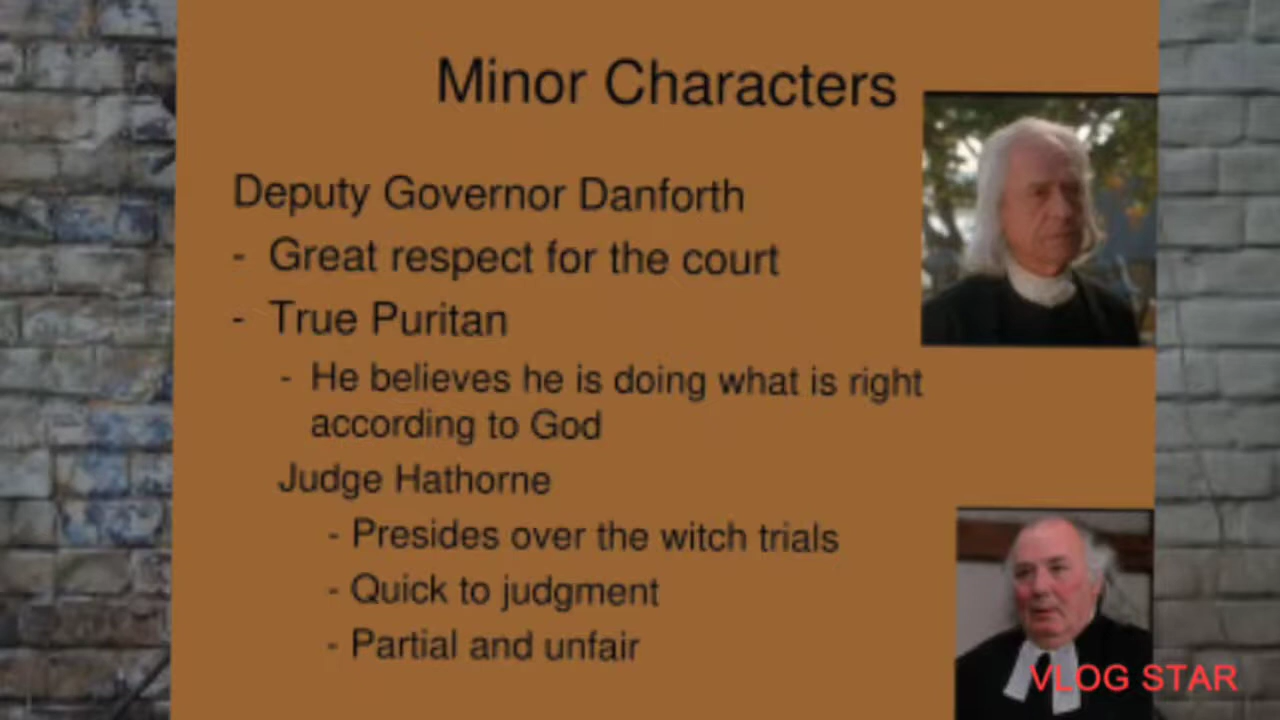 Minor Characters
Deputy Governor Danforth
- Great respect for the court
- True Puritan
- He believes he is doing what is right
according to God
Judge Hathorne
- Presides over the witch trials
- Quick to judgment
- Partial and unfair
VLOG STAR